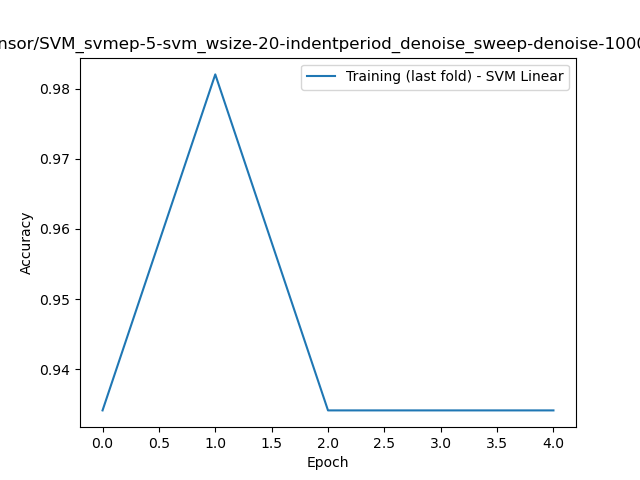 nsor/SVM_svmep-5-svm_wsize-20-indentperiod_denoise_sweep-denoise-1000
Training (last fold) - SVM Linear
0.98
0.97
0.96
0.95
0.94
Accuracy
0.0 0.5 1.0 1.5 2.0 2.5 3.0 3.5 4.0
Epoch